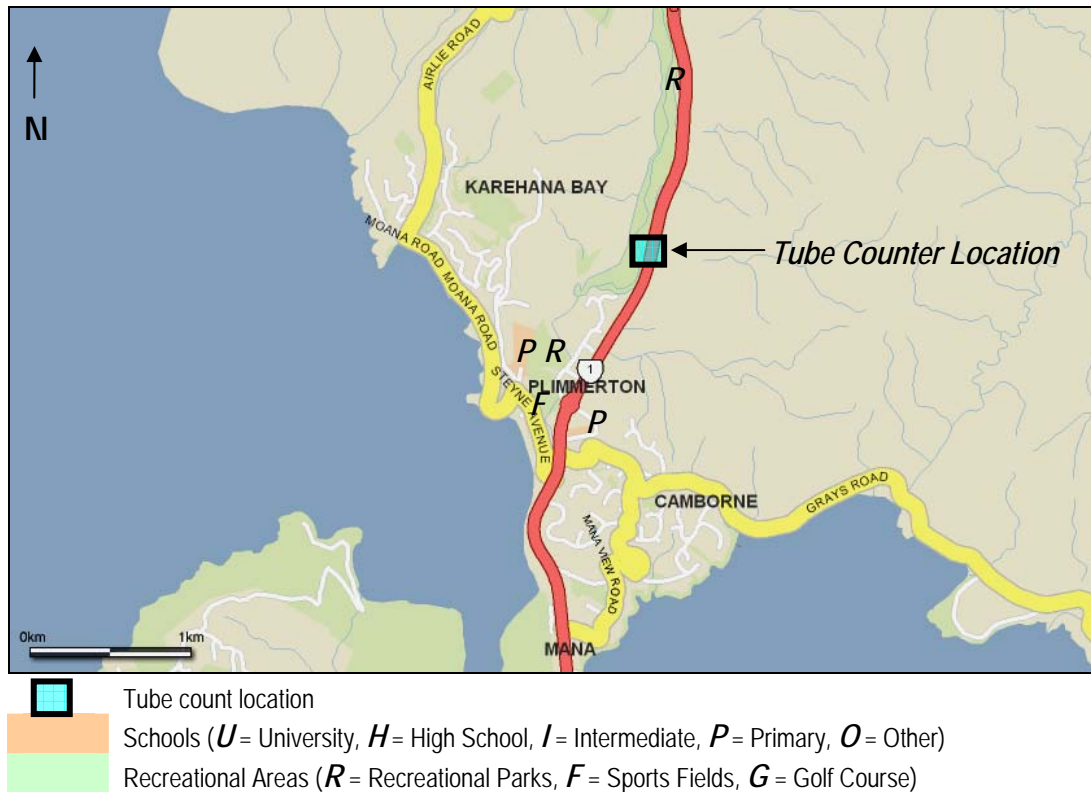 N
AIRLIE ROAD
R
KAREHANA BAY
MOANA ROAD
MOANA ROAD
Tube Counter Location
P R
STEYNE AVENUE
1
PLIMMERTON
F
P
CAMBORNE
GRAYS ROAD
MANA VIEW ROAD
0km 1km
MANA
Tube count location
Schools (U = University, H = High School, I = Intermediate, P = Primary, O = Other)
Recreational Areas (R = Recreational Parks, F = Sports Fields, G = Golf Course)